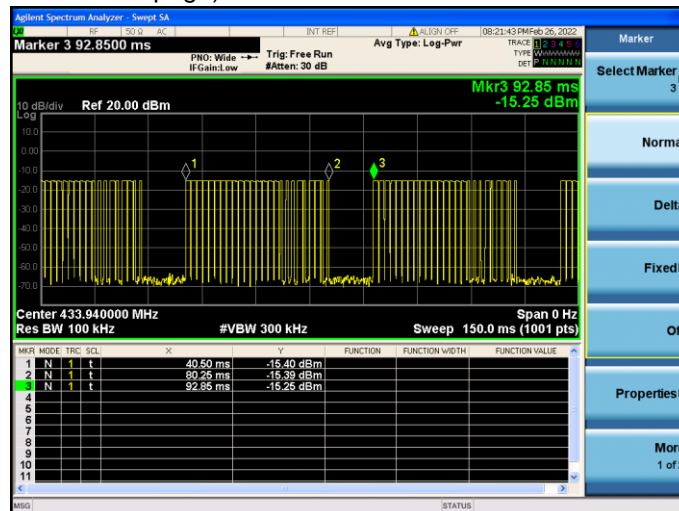 Agilent Spectrum Analyzer - Swept SA
RF 50 Ω AC INT REF ALIGN OFF 08:21:43 PM Feb 26, 2022
Marker 3 92.8500 ms
PNO: Wide Trig: Free Run
IFGain:Low #Atten: 30 dB
Avg Type: Log-Pwr
TRACE 1 2 3 4 5 6
TYPE WWWWWW
DET P N N N N N
Mkr3 92.85 ms
-15.25 dBm
10 dB/div Ref 20.00 dBm
Log
10.0
0.00
-10.0
-20.0
-30.0
-40.0
-50.0
-60.0
-70.0
1
2
3
Center 433.940000 MHz Span 0 Hz
Res BW 100 kHz #VBW 300 kHz Sweep 150.0 ms (1001 pts)
MKR MODE TRC SCL X Y FUNCTION FUNCTION WIDTH FUNCTION VALUE
1 N 1 t 40.50 ms -15.40 dBm
2 N 1 t 80.25 ms -15.39 dBm
3 N 1 t 92.85 ms -15.25 dBm
4
5
6
7
8
9
10
11
MSG STATUS
Marker
Select Marker
3
Norma
Delt
Fixed
Of
Properties
Mor
1 of